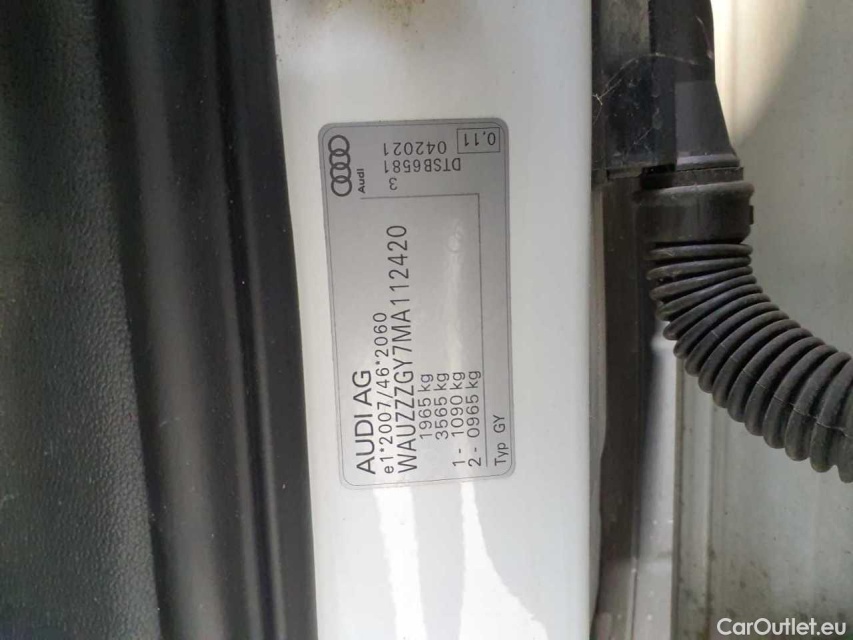 AUDI AG
e1*2007/46*2060
WAUZZZGY7MA112420
1965 kg
3565 kg
1- 1090 kg
2- 0965 kg
Typ GY
Audi
3
DTSB6581
042021
0.11
CarOutlet.eu